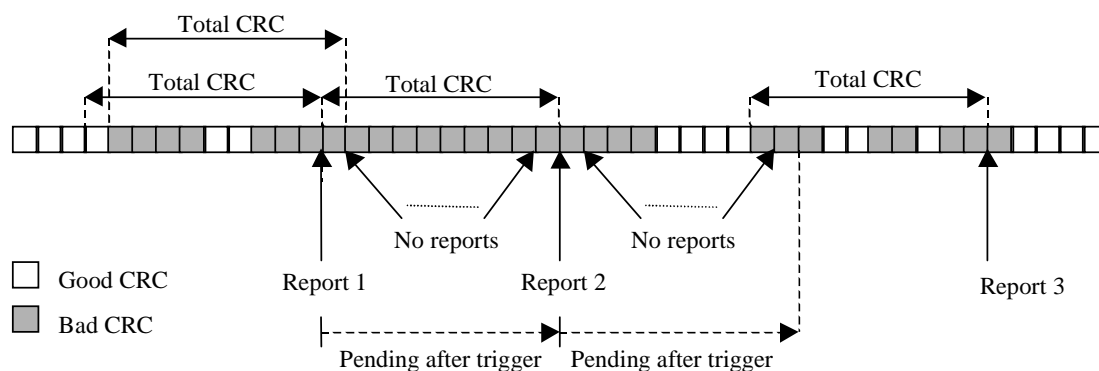 Total CRC
Total CRC
Total CRC
Total CRC
No reports
No reports
Good CRC
Report 1
Report 2
Report 3
Bad CRC
Pending after trigger
Pending after trigger